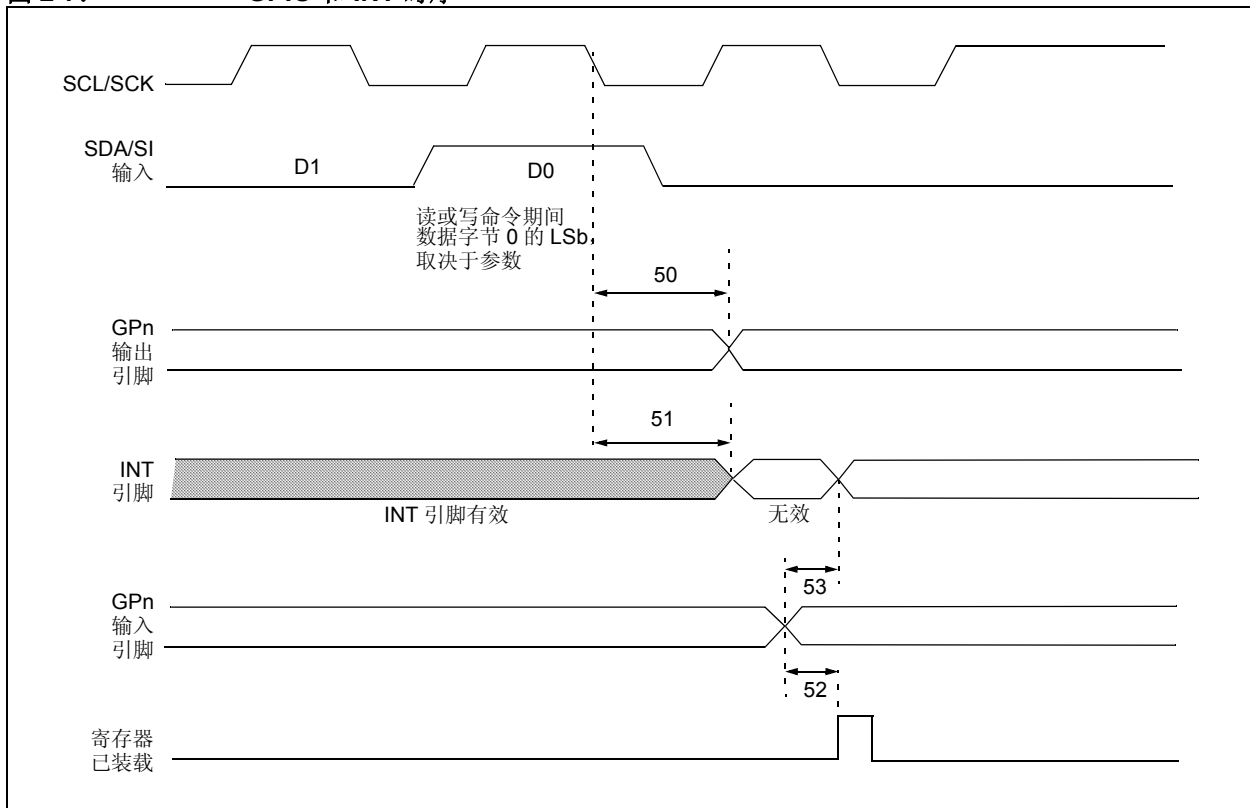 SCL/SCK
SDA/SI
输入
D1
D0
读或写命令期间
数据字节 0 的 LSb，
取决于参数
50
GPn
输出
引脚
51
INT
引脚
INT 引脚有效
无效
53
GPn
输入
引脚
52
寄存器
已装载